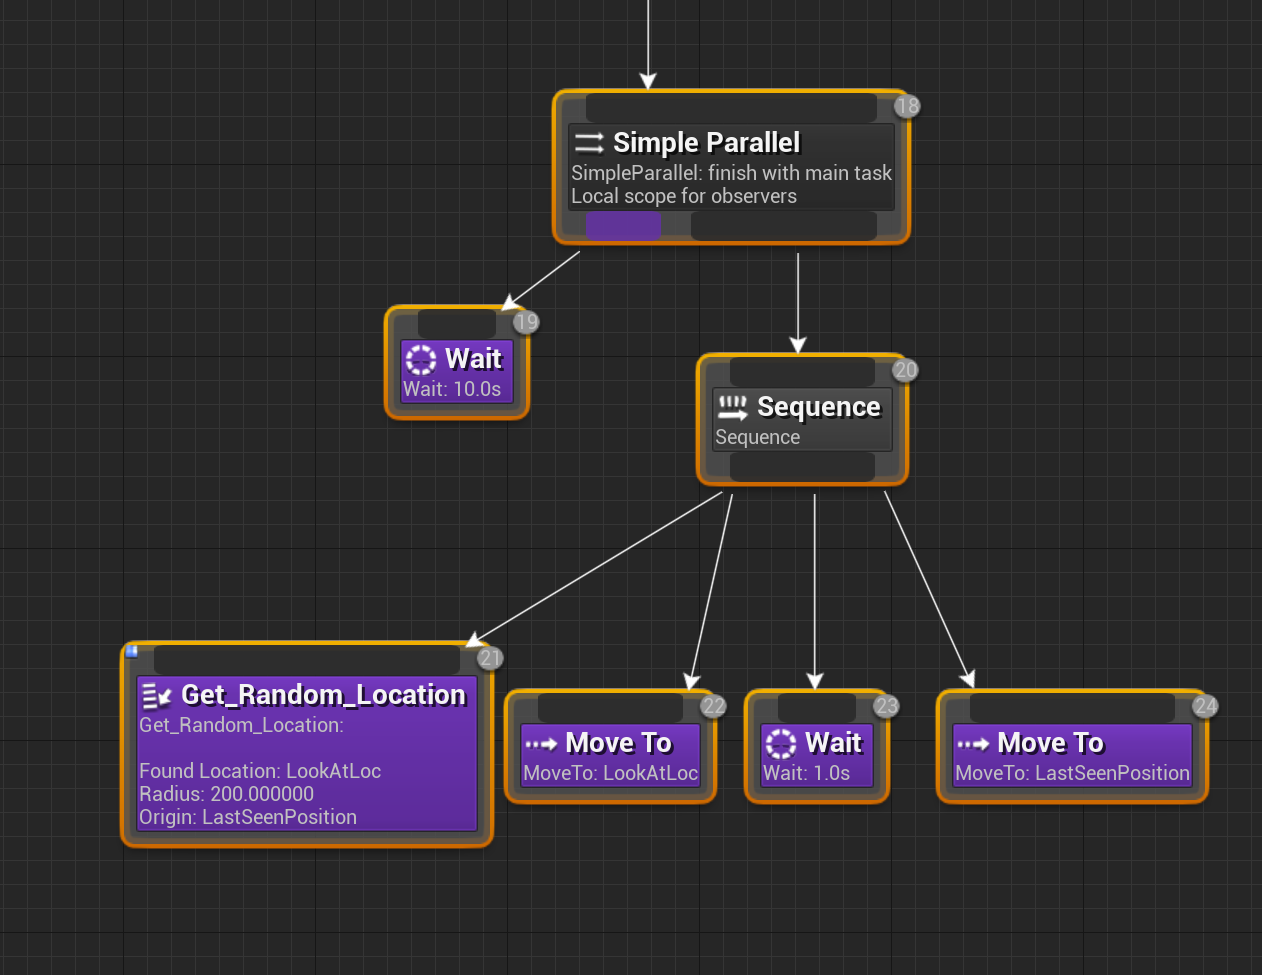 18
Simple Parallel
SimpleParallel: finish with main task
Local scope for observers
19
Wait
Wait: 10.0s
20
Sequence
Sequence
21
Get_Random_Location
Get_Random_Location:
Found Location: LookAtLoc
Radius: 200.000000
Origin: LastSeenPosition
22
Move To
MoveTo: LookAtLoc
23
Wait
Wait: 1.0s
24
Move To
MoveTo: LastSeenPosition